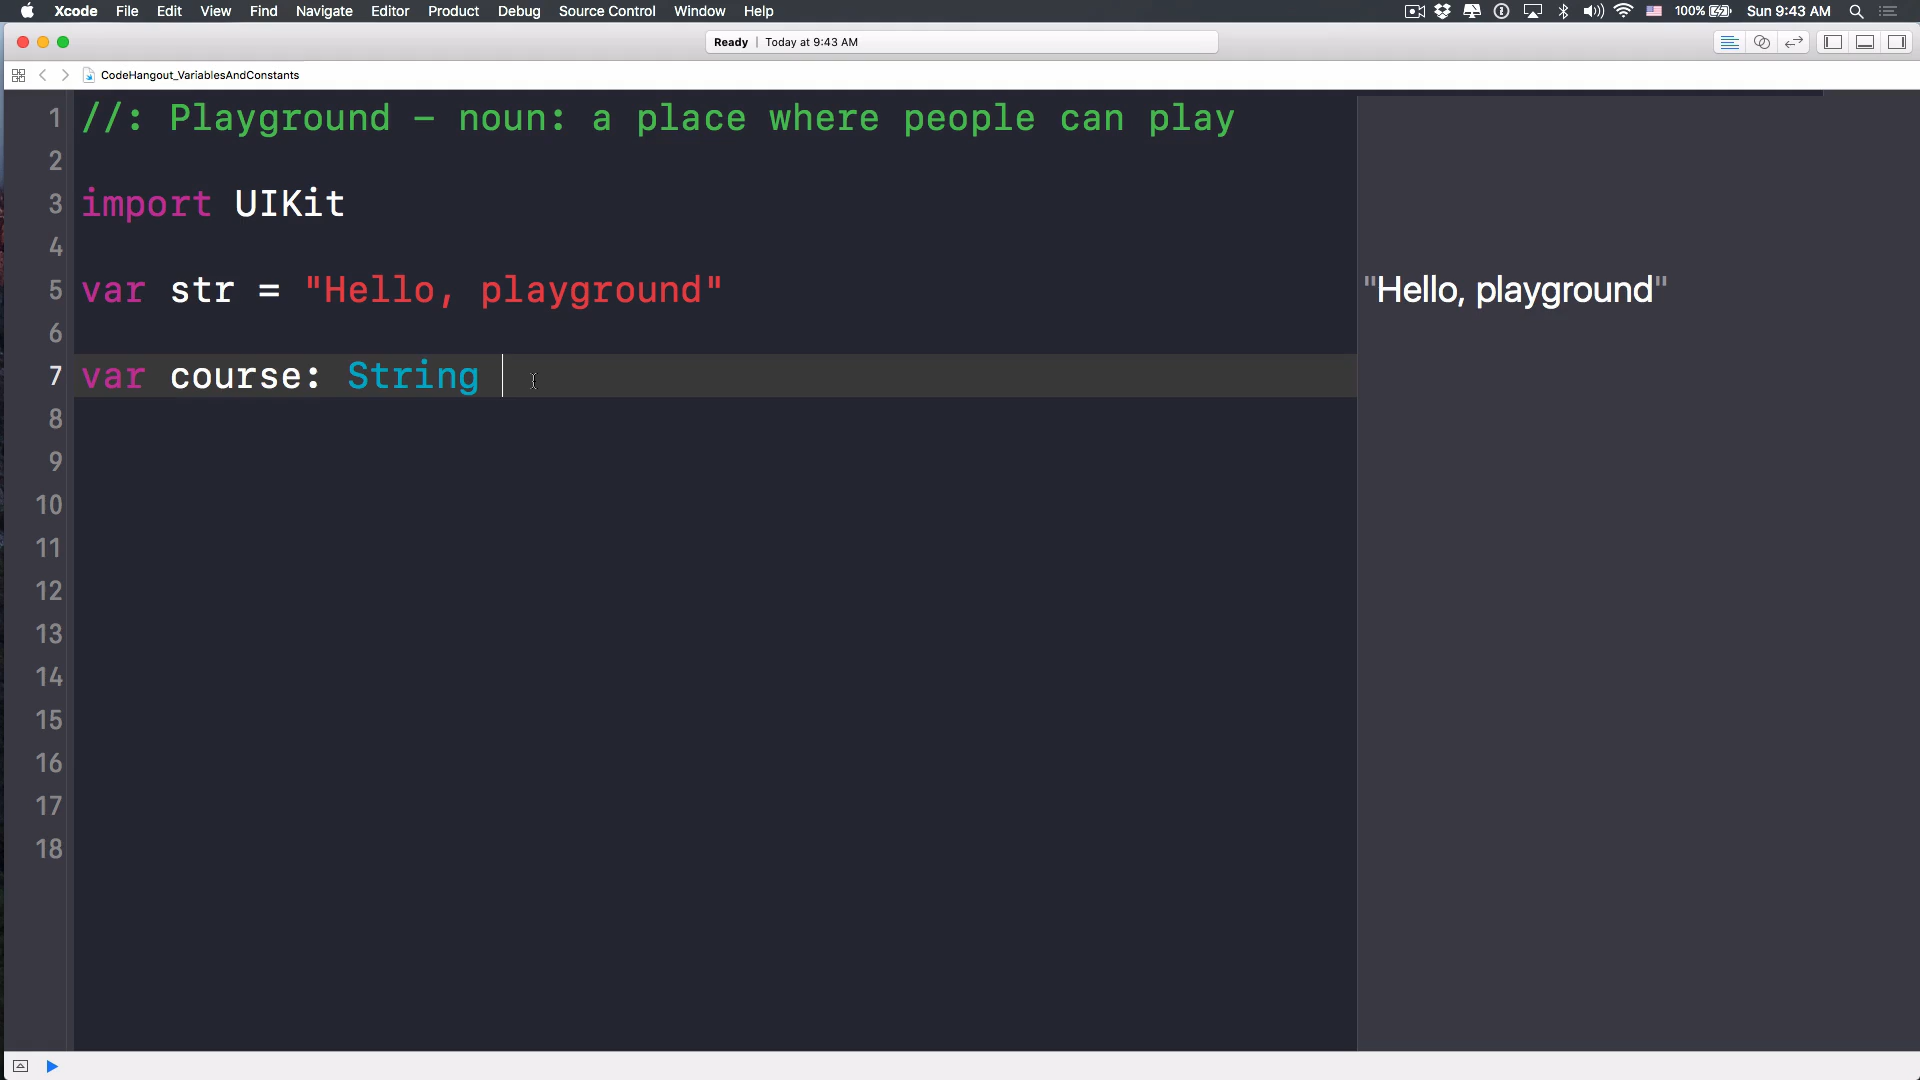 Xcode File Edit View Find Navigate Editor Product Debug Source Control Window Help 100% Sun 9:43 AM
Ready | Today at 9:43 AM
CodeHangout_VariablesAndConstants
1 //: Playground - noun: a place where people can play
2
3 import UIKit
4
5 var str = "Hello, playground" "Hello, playground"
6
7 var course: String
8
9
10
11
12
13
14
15
16
17
18